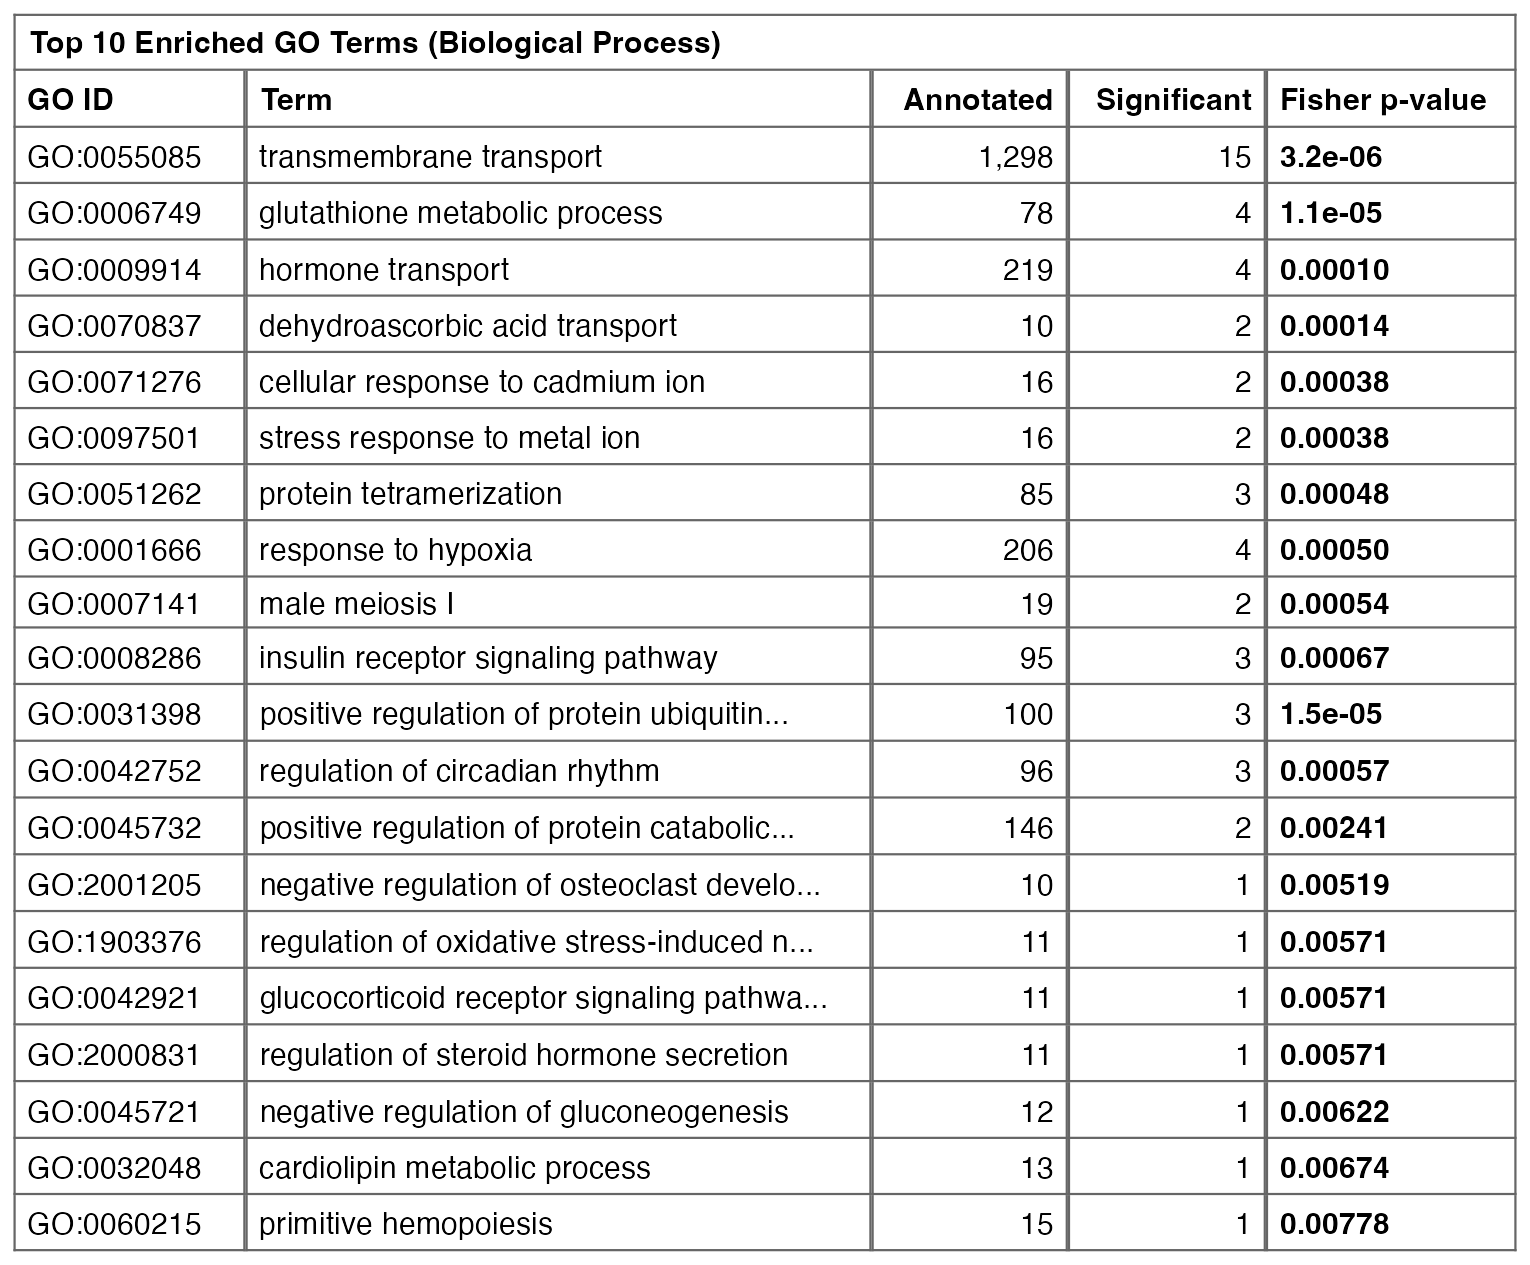 Top 10 Enriched GO Terms (Biological Process)
GO ID Term Annotated Significant Fisher p-value
GO:0055085 transmembrane transport 1,298 15 3.2e-06
GO:0006749 glutathione metabolic process 78 4 1.1e-05
GO:0009914 hormone transport 219 4 0.00010
GO:0070837 dehydroascorbic acid transport 10 2 0.00014
GO:0071276 cellular response to cadmium ion 16 2 0.00038
GO:0097501 stress response to metal ion 16 2 0.00038
GO:0051262 protein tetramerization 85 3 0.00048
GO:0001666 response to hypoxia 206 4 0.00050
GO:0007141 male meiosis I 19 2 0.00054
GO:0008286 insulin receptor signaling pathway 95 3 0.00067
GO:0031398 positive regulation of protein ubiquitin... 100 3 1.5e-05
GO:0042752 regulation of circadian rhythm 96 3 0.00057
GO:0045732 positive regulation of protein catabolic... 146 2 0.00241
GO:2001205 negative regulation of osteoclast develo... 10 1 0.00519
GO:1903376 regulation of oxidative stress-induced n... 11 1 0.00571
GO:0042921 glucocorticoid receptor signaling pathwa... 11 1 0.00571
GO:2000831 regulation of steroid hormone secretion 11 1 0.00571
GO:0045721 negative regulation of gluconeogenesis 12 1 0.00622
GO:0032048 cardiolipin metabolic process 13 1 0.00674
GO:0060215 primitive hemopoiesis 15 1 0.00778